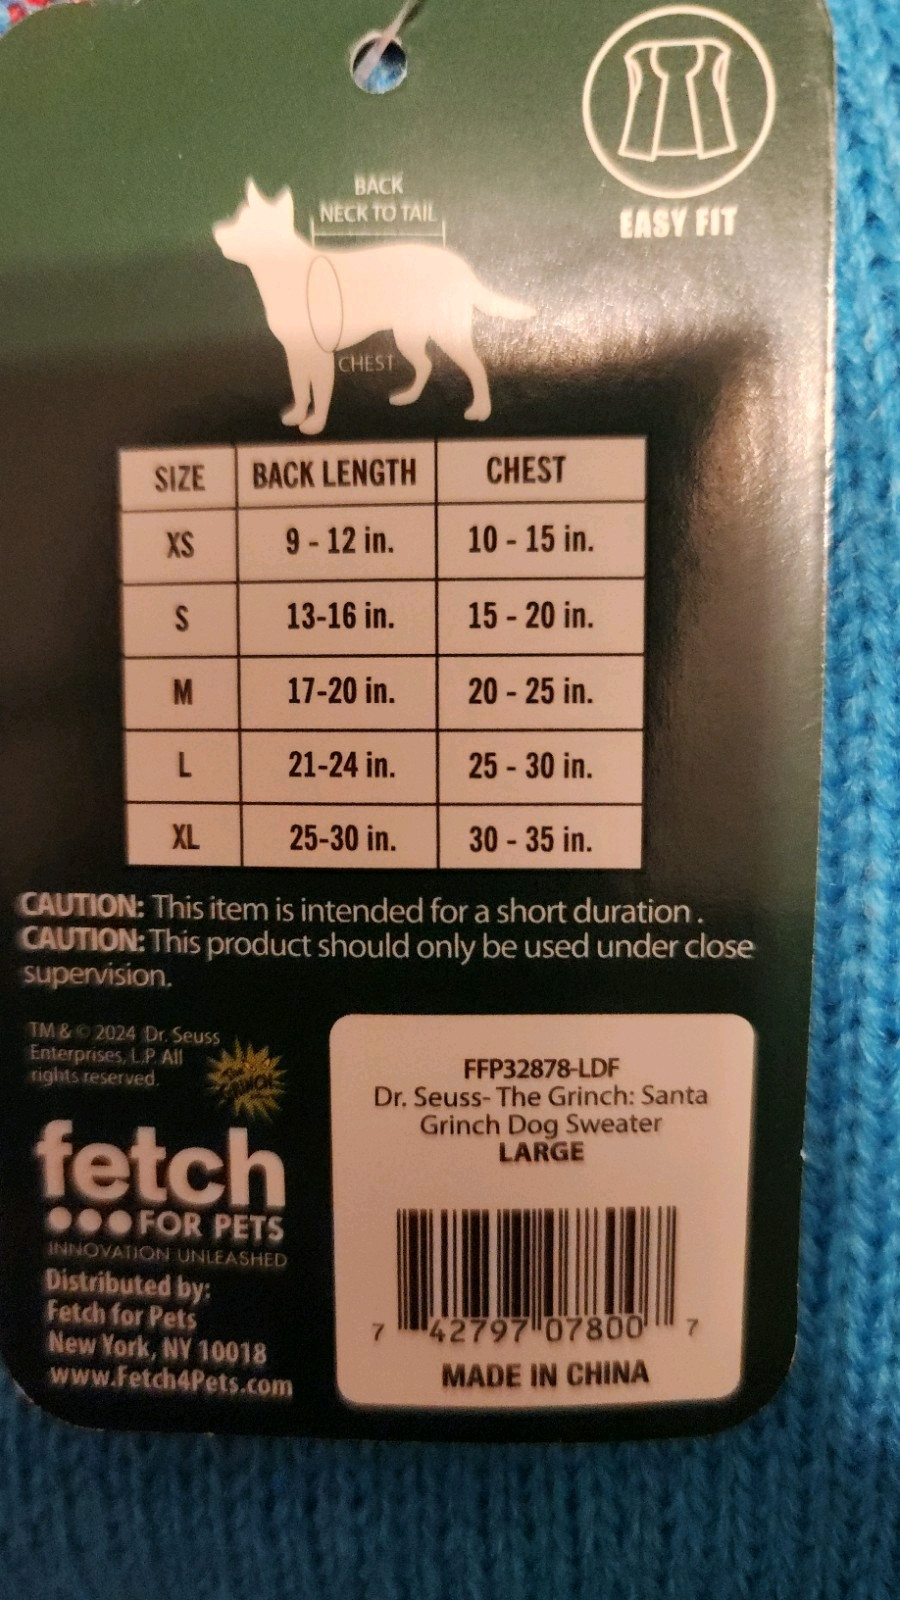 BACK
NECK TO TAIL
EASY FIT
CHEST
SIZE BACK LENGTH CHEST
XS 9 - 12 in. 10 - 15 in.
S 13-16 in. 15 - 20 in.
M 17-20 in. 20 - 25 in.
L 21-24 in. 25 - 30 in.
XL 25-30 in. 30 - 35 in.
CAUTION: This item is intended for a short duration .
CAUTION: This product should only be used under close
supervision.
TM & © 2024 Dr. Seuss
Enterprises, L.P. All
rights reserved.
The
GRINCH
fetch
FOR PETS
INNOVATION UNLEASHED
Distributed by:
Fetch for Pets
New York, NY 10018
www.Fetch4Pets.com
FFP32878-LDF
Dr. Seuss- The Grinch: Santa
Grinch Dog Sweater
LARGE
7 42797 07800 7
MADE IN CHINA